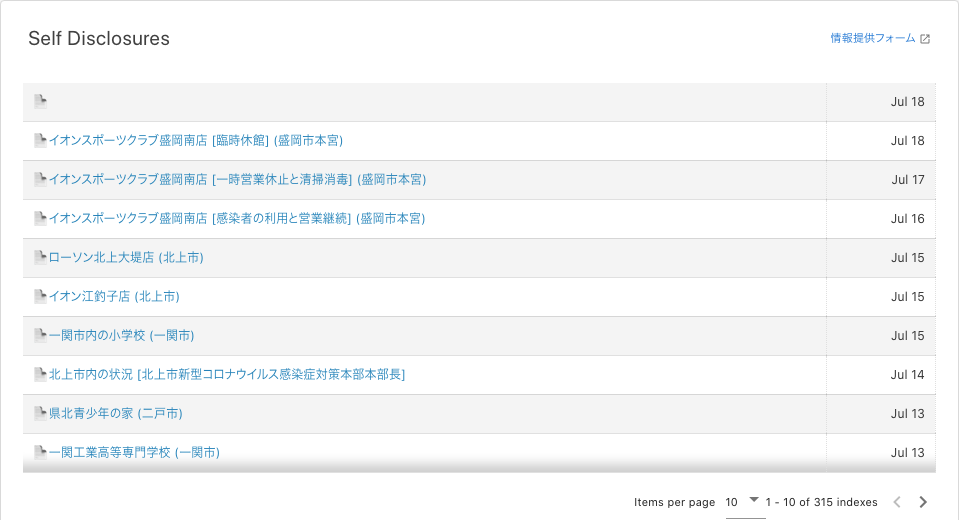 Self Disclosures
情報提供フォーム
Jul 18
イオンスポーツクラブ盛岡南店 [臨時休館] (盛岡市本宮) Jul 18
イオンスポーツクラブ盛岡南店 [一時営業休止と清掃消毒] (盛岡市本宮) Jul 17
イオンスポーツクラブ盛岡南店 [感染者の利用と営業継続] (盛岡市本宮) Jul 16
ローソン北上大堤店 (北上市) Jul 15
イオン江釣子店 (北上市) Jul 15
一関市内の小学校 (一関市) Jul 15
北上市内の状況 [北上市新型コロナウイルス感染症対策本部本部長] Jul 14
県北青少年の家 (二戸市) Jul 13
一関工業高等専門学校 (一関市) Jul 13
Items per page 10 1 - 10 of 315 indexes